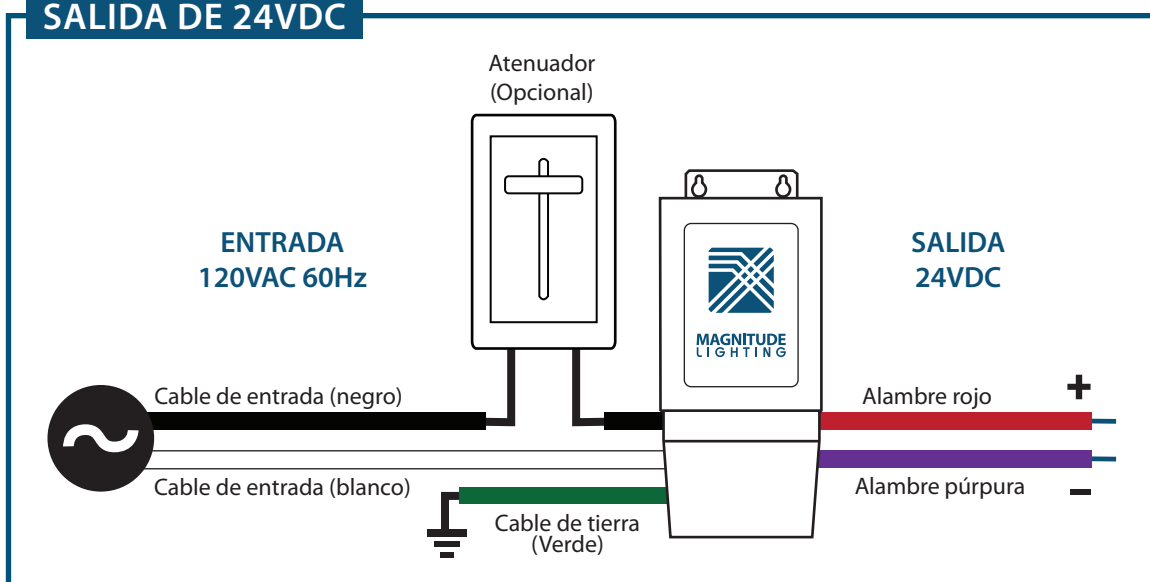 SALIDA DE 24VDC
Atenuador
(Opcional)
ENTRADA
120VAC 60Hz
SALIDA
24VDC
MAGNITUDE
LIGHTING
Cable de entrada (negro)
Alambre rojo
+
Cable de entrada (blanco)
Alambre púrpura
–
Cable de tierra
(Verde)